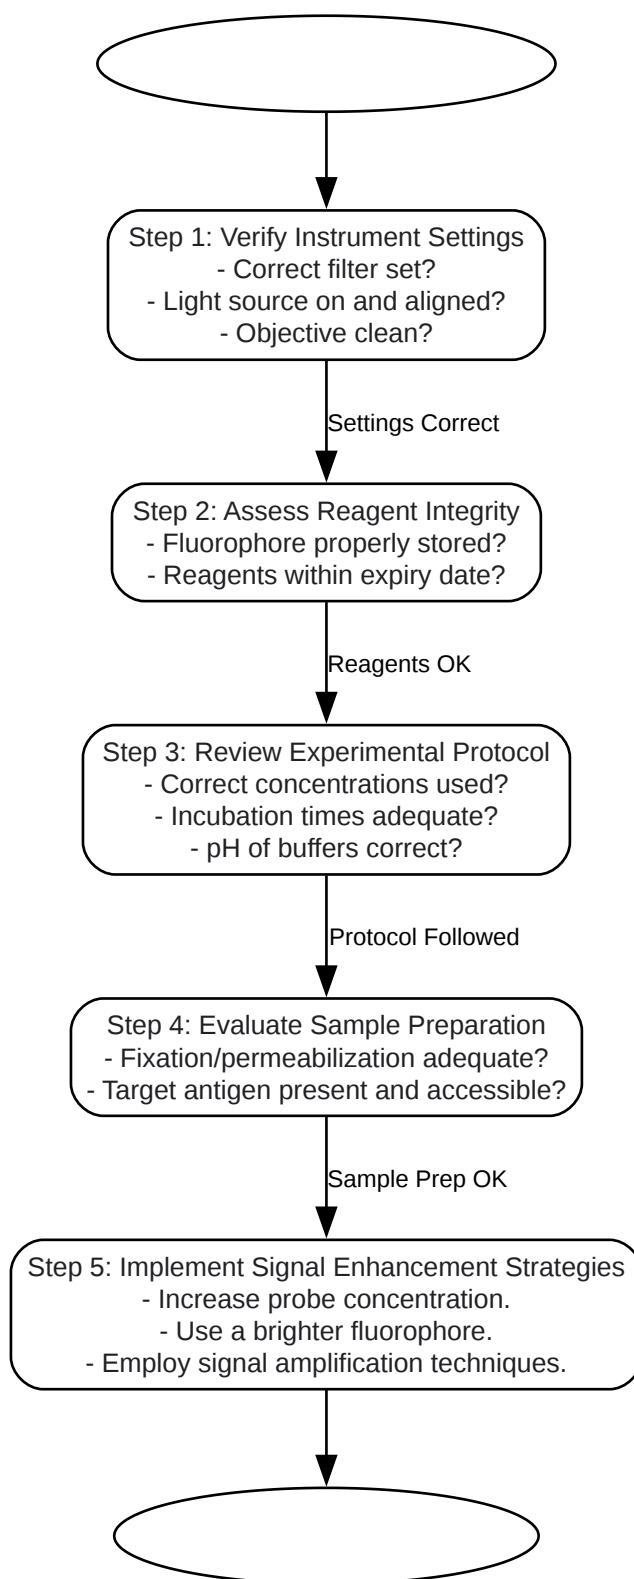 Step 1: Verify Instrument Settings
- Correct filter set?
- Light source on and aligned?
- Objective clean?
Settings Correct
Step 2: Assess Reagent Integrity
- Fluorophore properly stored?
- Reagents within expiry date?
Reagents OK
Step 3: Review Experimental Protocol
- Correct concentrations used?
- Incubation times adequate?
- pH of buffers correct?
Protocol Followed
Step 4: Evaluate Sample Preparation
- Fixation/permeabilization adequate?
- Target antigen present and accessible?
Sample Prep OK
Step 5: Implement Signal Enhancement Strategies
- Increase probe concentration.
- Use a brighter fluorophore.
- Employ signal amplification techniques.